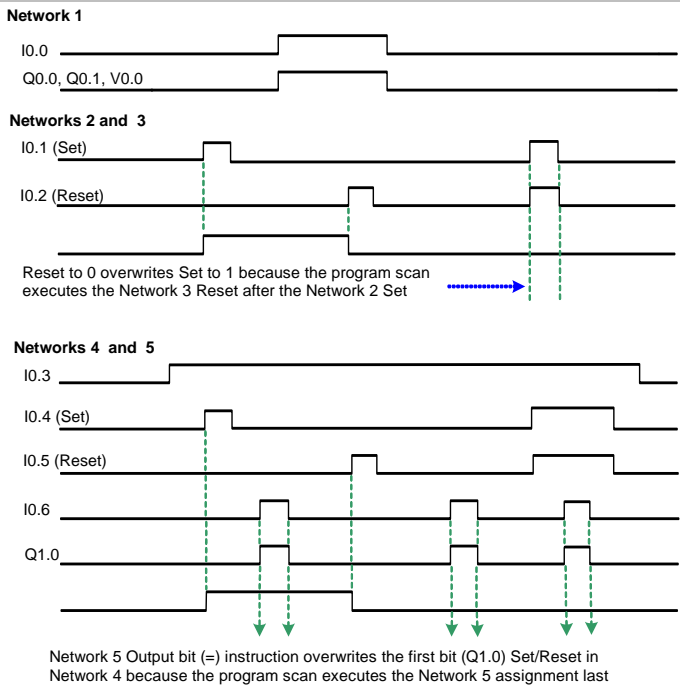 Network 1
I0.0
Q0.0, Q0.1, V0.0
Networks 2 and 3
I0.1 (Set)
I0.2 (Reset)
Reset to 0 overwrites Set to 1 because the program scan
executes the Network 3 Reset after the Network 2 Set
Networks 4 and 5
I0.3
I0.4 (Set)
I0.5 (Reset)
I0.6
Q1.0
Network 5 Output bit (=) instruction overwrites the first bit (Q1.0) Set/Reset in
Network 4 because the program scan executes the Network 5 assignment last